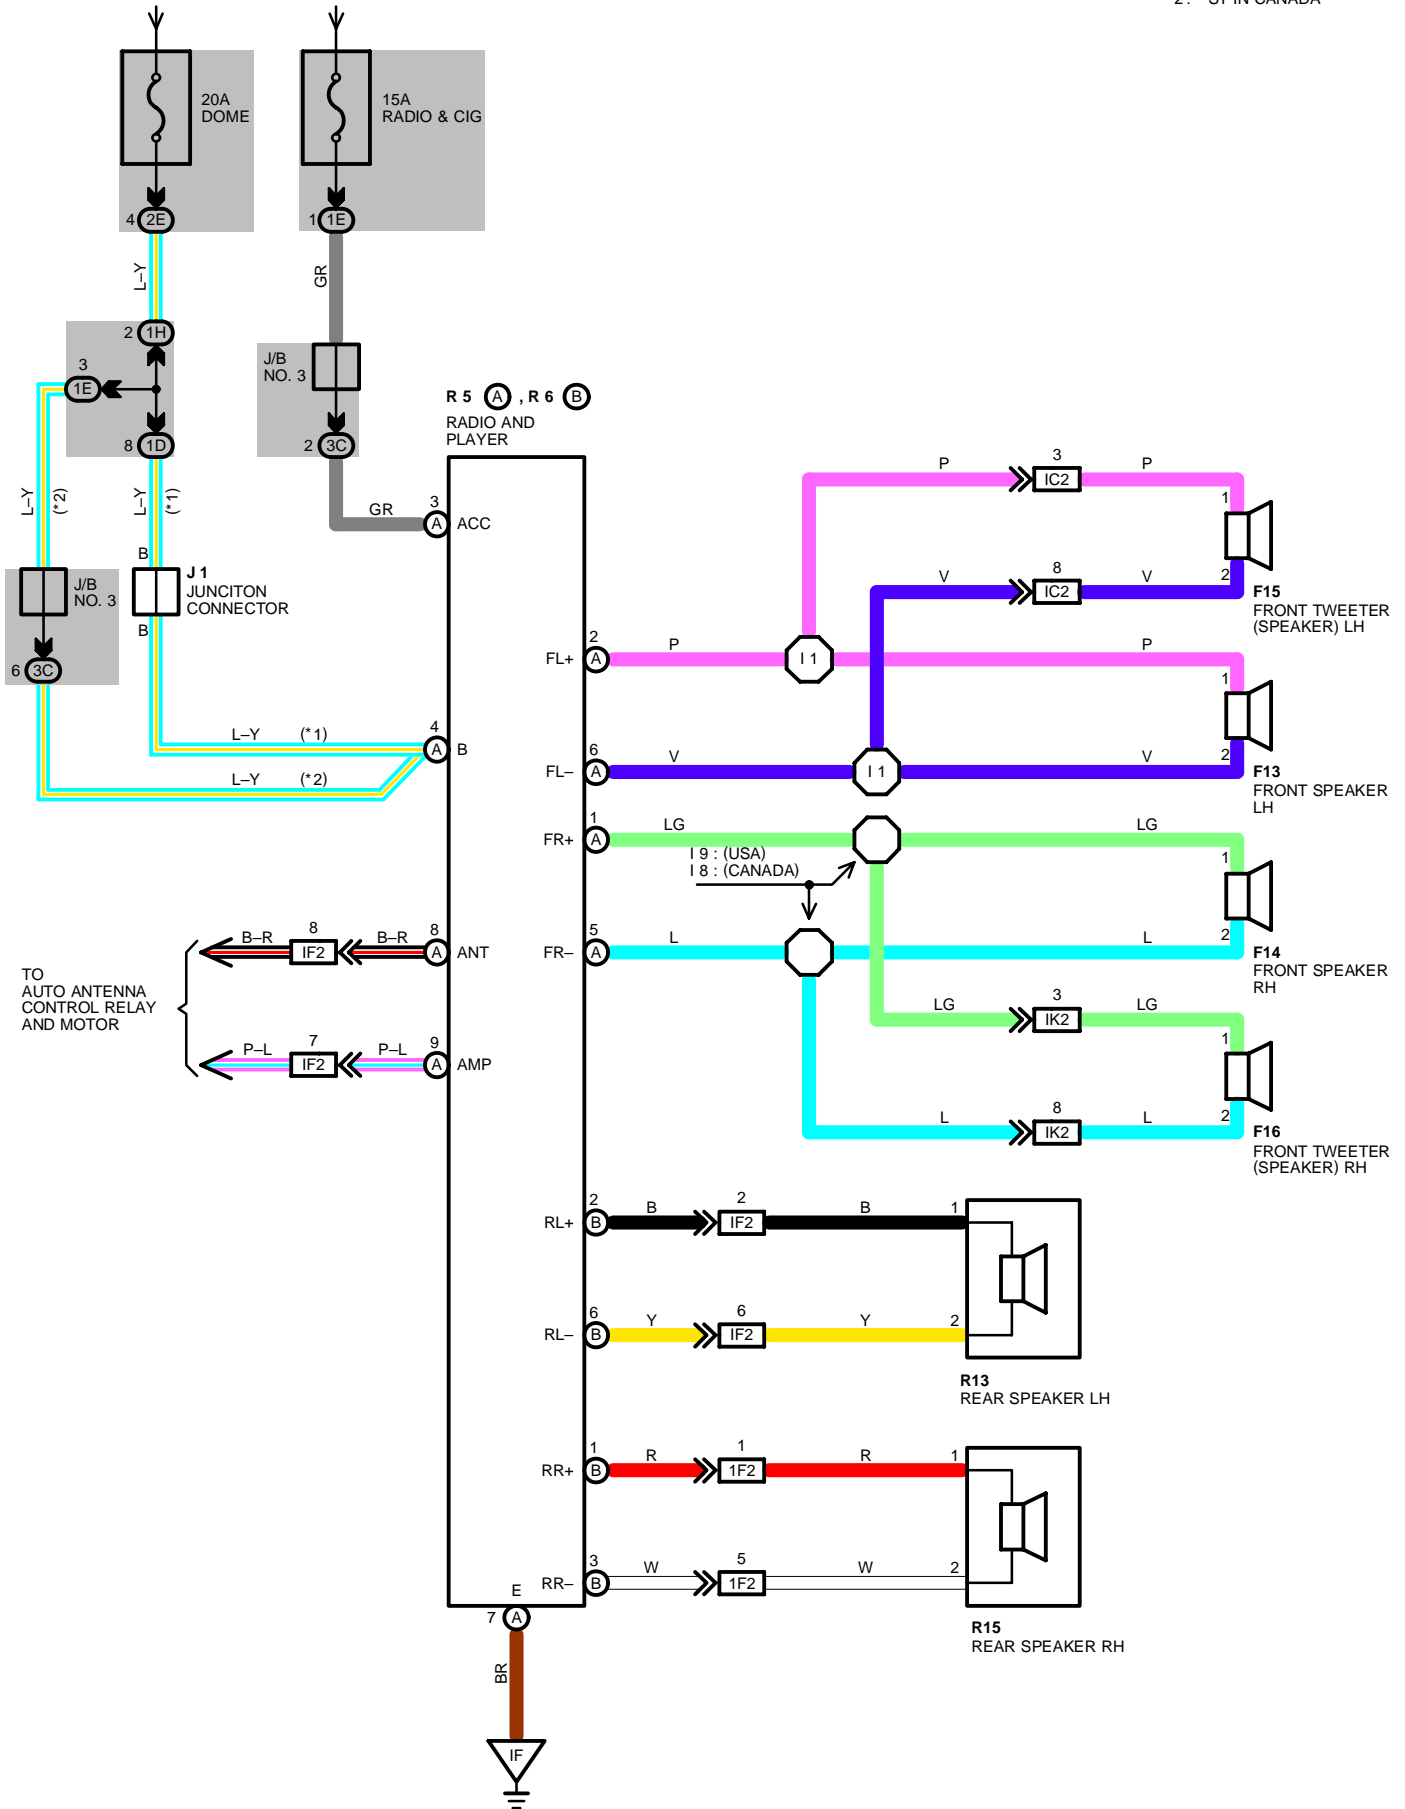 2 : S/T IN CANADA
20A
DOME
15A
RADIO & CIG
4 2E
1 1E
L–Y
GR
2 1H
3
1E
8 1D
J/B
NO. 3
2 3C
R 5 A , R 6 B
RADIO AND
PLAYER
L–Y
(*2)
L–Y
(*1)
GR
3
A ACC
B
J/B
NO. 3
J 1
JUNCITON
CONNECTOR
B
6 3C
L–Y (*1)
4
A B
L–Y (*2)
P
3
IC2
P
1
V
8
IC2
V
2
F15
FRONT TWEETER
(SPEAKER) LH
FL+
2
A
P
I 1
P
1
FL–
6
A
V
I 1
V
2
F13
FRONT SPEAKER
LH
FR+
1
A
LG
LG
1
I 9 : (USA)
I 8 : (CANADA)
FR–
5
A
L
L
2
F14
FRONT SPEAKER
RH
TO
AUTO ANTENNA
CONTROL RELAY
AND MOTOR
B–R
8
IF2
B–R
8
A ANT
P–L
7
IF2
P–L
9
A AMP
LG
3
IK2
LG
1
L
8
IK2
L
2
F16
FRONT TWEETER
(SPEAKER) RH
RL+
2
B
B
2
IF2
B
1
RL–
6
B
Y
6
IF2
Y
2
R13
REAR SPEAKER LH
RR+
1
B
R
1
1F2
R
1
RR–
3
B
W
5
1F2
W
2
R15
REAR SPEAKER RH
E
7 A
BR
IF